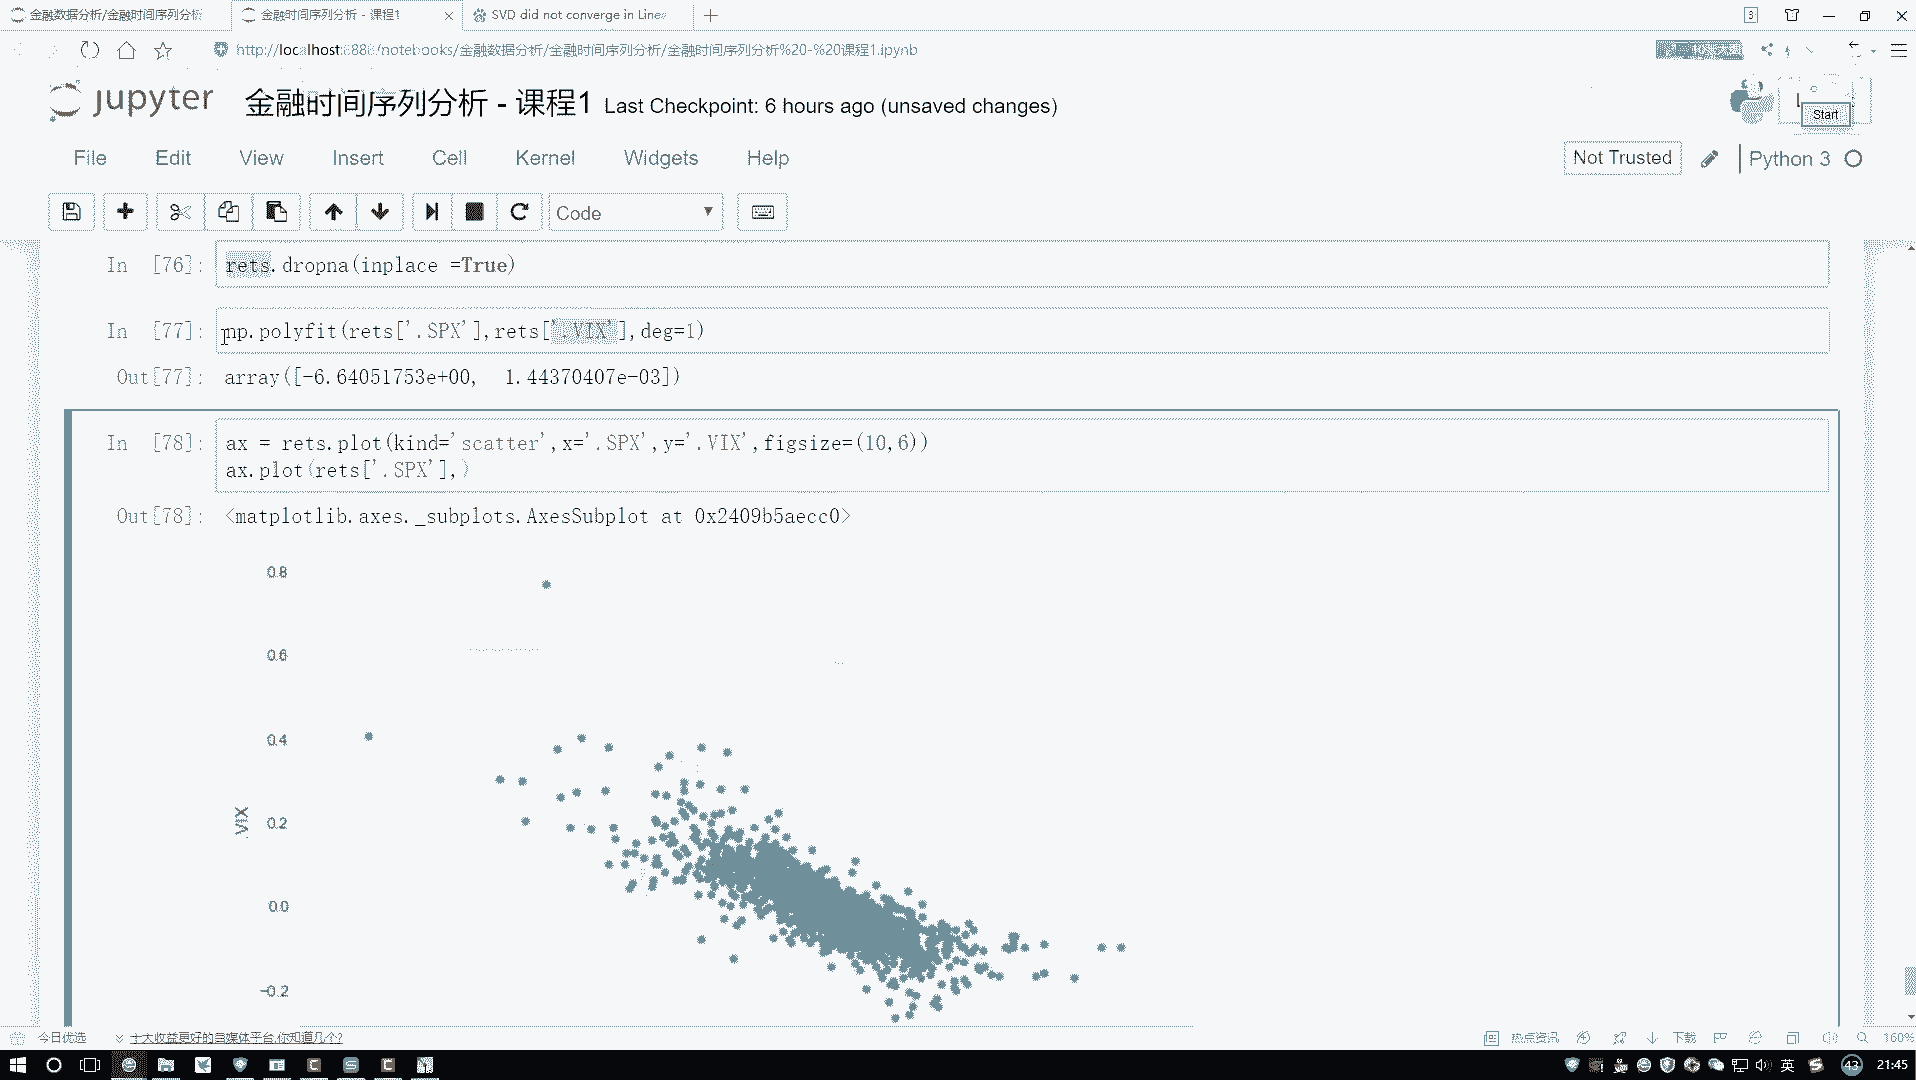 金融数据分析/金融时间序列分析
金融时间序列分析 - 课程1
SVD did not converge in Linea
3
http://localhost:8888/notebooks/金融数据分析/金融时间序列分析/金融时间序列分析%20-%20课程1.ipynb
jupyter 金融时间序列分析 - 课程1 Last Checkpoint: 6 hours ago (unsaved changes)
Start
File Edit View Insert Cell Kernel Widgets Help
Not Trusted
Python 3
Code
In [76]: rets.dropna(inplace =True)
In [77]: np.polyfit(rets['.SPX'],rets['.VIX'],deg=1)
Out[77]: array([-6.64051753e+00, 1.44370407e-03])
In [78]: ax = rets.plot(kind='scatter',x='.SPX',y='.VIX',figsize=(10,6))
ax.plot(rets['.SPX'],)
Out[78]: <matplotlib.axes._subplots.AxesSubplot at 0x2409b5aecc0>
0.8
0.6
0.4
0.2
.VIX
0.0
-0.2
今日优选
十大收益更好的自媒体平台,你知道几个?
热点资讯
下载
160%
英
43
21:45